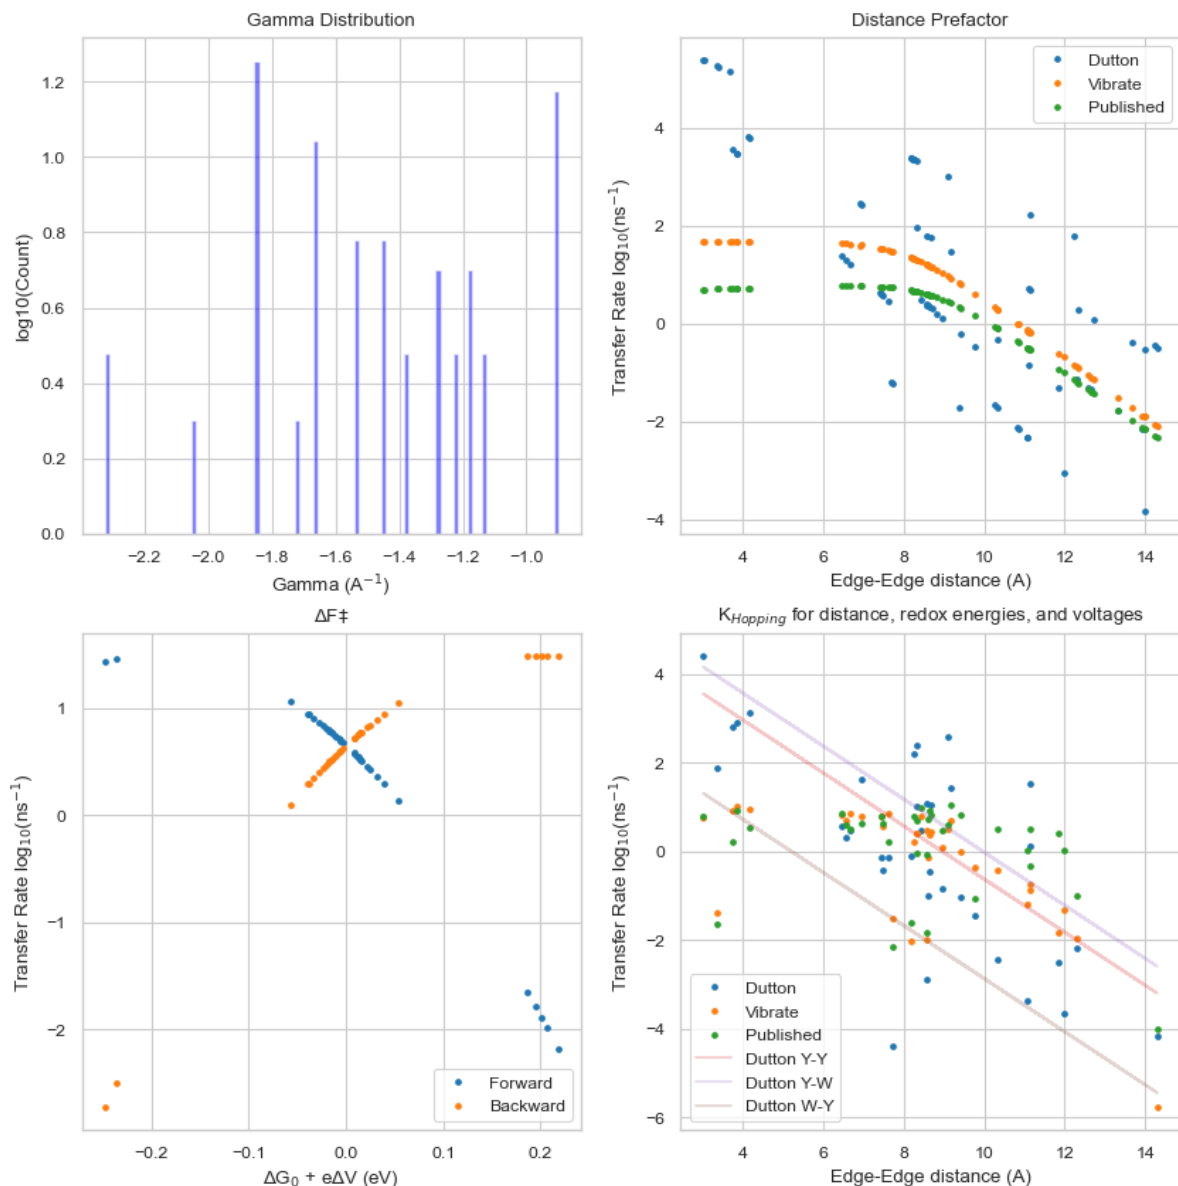 Gamma Distribution
log10(Count)
1.2
1.0
0.8
0.6
0.4
0.2
0.0
−2.2 −2.0 −1.8 −1.6 −1.4 −1.2 −1.0
Gamma (A⁻¹)
Distance Prefactor
Transfer Rate log₁₀(ns⁻¹)
Dutton
Vibrate
Published
4
2
0
−2
−4
4 6 8 10 12 14
Edge-Edge distance (A)
ΔF‡
Transfer Rate log₁₀(ns⁻¹)
1
0
−1
−2
Forward
Backward
−0.2 −0.1 0.0 0.1 0.2
ΔG₀ + eΔV (eV)
K_Hopping for distance, redox energies, and voltages
Transfer Rate log₁₀(ns⁻¹)
4
2
0
−2
−4
−6
Dutton
Vibrate
Published
Dutton Y-Y
Dutton Y-W
Dutton W-Y
4 6 8 10 12 14
Edge-Edge distance (A)